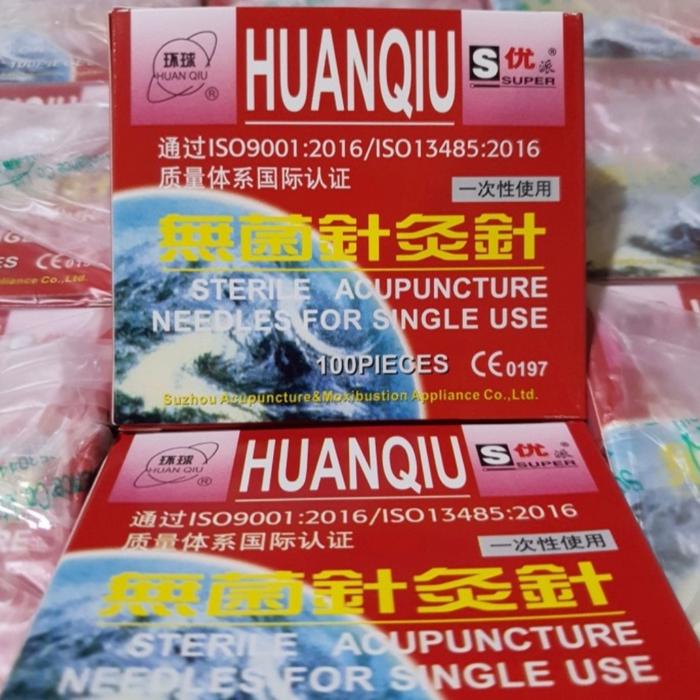 环球
HUAN QIU
®
HUANQIU
S 优派®
SUPER
通过ISO9001:2016/ISO13485:2016
质量体系国际认证
一次性使用
無菌針灸針
STERILE ACUPUNCTURE
NEEDLES FOR SINGLE USE
100PIECES CE0197
Suzhou Acupuncture&Moxibustion Appliance Co.,Ltd.
环球
HUAN QIU
®
HUANQIU
S 优派®
SUPER
通过ISO9001:2016/ISO13485:2016
质量体系国际认证
一次性使用
無菌針灸針
STERILE ACUPUNCTURE
NEEDLES FOR SINGLE USE
ppliance Co.,Ltd.